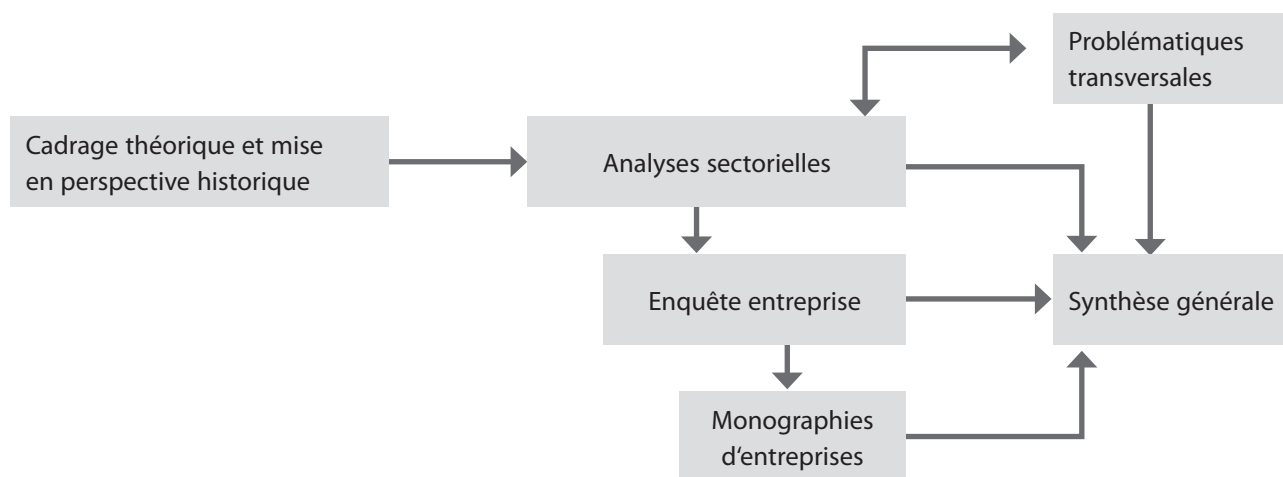 Problématiques
transversales
Cadrage théorique et mise
en perspective historique
Analyses sectorielles
Enquête entreprise
Synthèse générale
Monographies
d‘entreprises